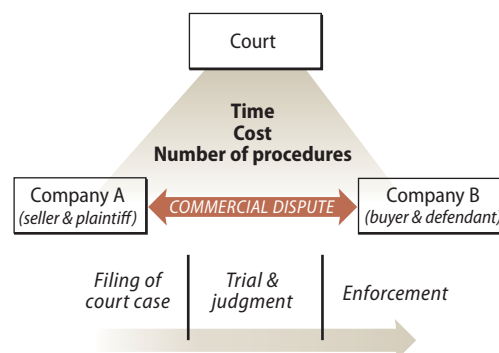 Court
Time
Cost
Number of procedures
Company A
(seller & plaintiff)
COMMERCIAL DISPUTE
Company B
(buyer & defendant)
Filing of
court case
Trial &
judgment
Enforcement